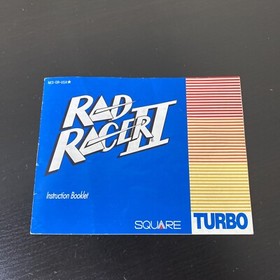 RAD
RACER II
Instruction Booklet
SQUARE
TURBO